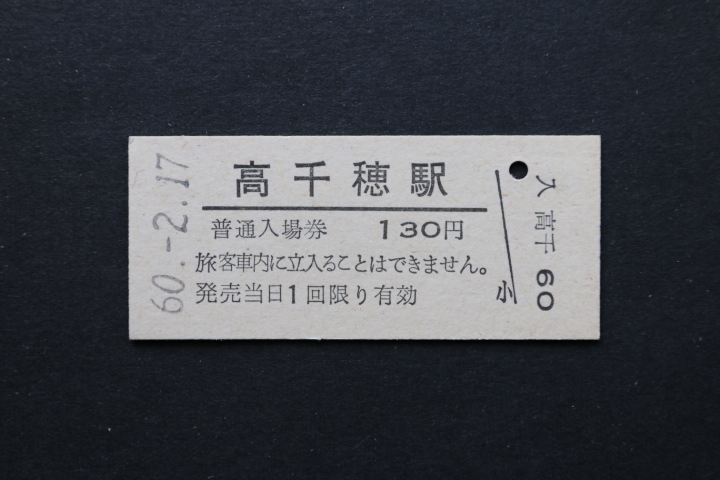 60.-2.17
高千穂駅
普通入場券 130円
旅客車内に立入ることはできません。
発売当日1回限り有効
小
入 高千 60